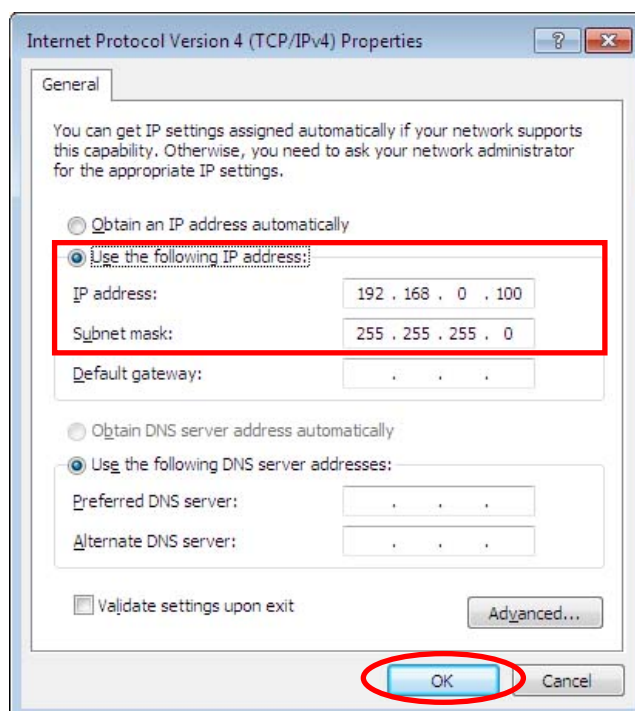 Internet Protocol Version 4 (TCP/IPv4) Properties
General
You can get IP settings assigned automatically if your network supports
this capability. Otherwise, you need to ask your network administrator
for the appropriate IP settings.
Obtain an IP address automatically
Use the following IP address:
IP address: 192 . 168 . 0 . 100
Subnet mask: 255 . 255 . 255 . 0
Default gateway: . . .
Obtain DNS server address automatically
Use the following DNS server addresses:
Preferred DNS server: . . .
Alternate DNS server: . . .
Validate settings upon exit
Advanced...
OK Cancel